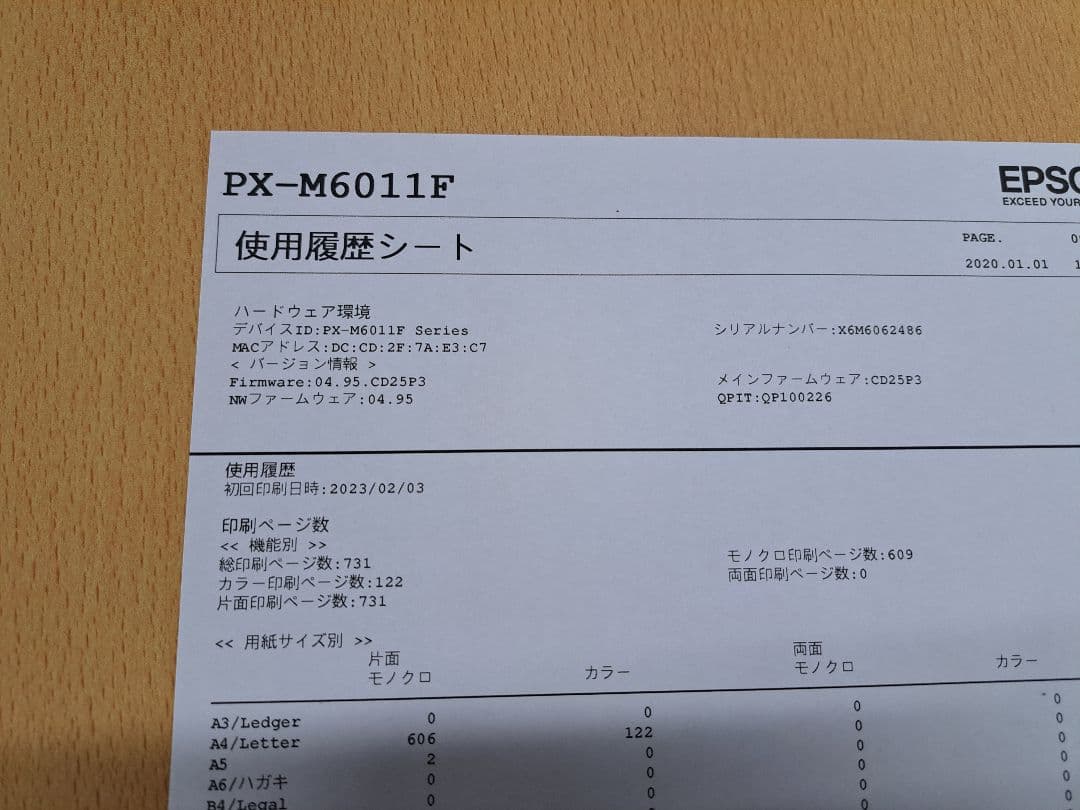 PX-M6011F
EPSO
EXCEED YOUR
使用履歴シート
PAGE.
2020.01.01
ハードウェア環境
デバイスID:PX-M6011F Series
シリアルナンバー:X6M6062486
MACアドレス:DC:CD:2F:7A:E3:C7
< バージョン情報 >
Firmware:04.95.CD25P3
メインファームウェア:CD25P3
NWファームウェア:04.95
QPIT:QP100226
使用履歴
初回印刷日時:2023/02/03
印刷ページ数
<< 機能別 >>
総印刷ページ数:731
モノクロ印刷ページ数:609
カラー印刷ページ数:122
両面印刷ページ数:0
片面印刷ページ数:731
<< 用紙サイズ別 >>
片面 両面
モノクロ カラー モノクロ カラー
A3/Ledger 0 0 0 0
A4/Letter 606 122 0 0
A5 2 0 0 0
A6/ハガキ 0 0 0 0
B4/Legal 0 0 0 0